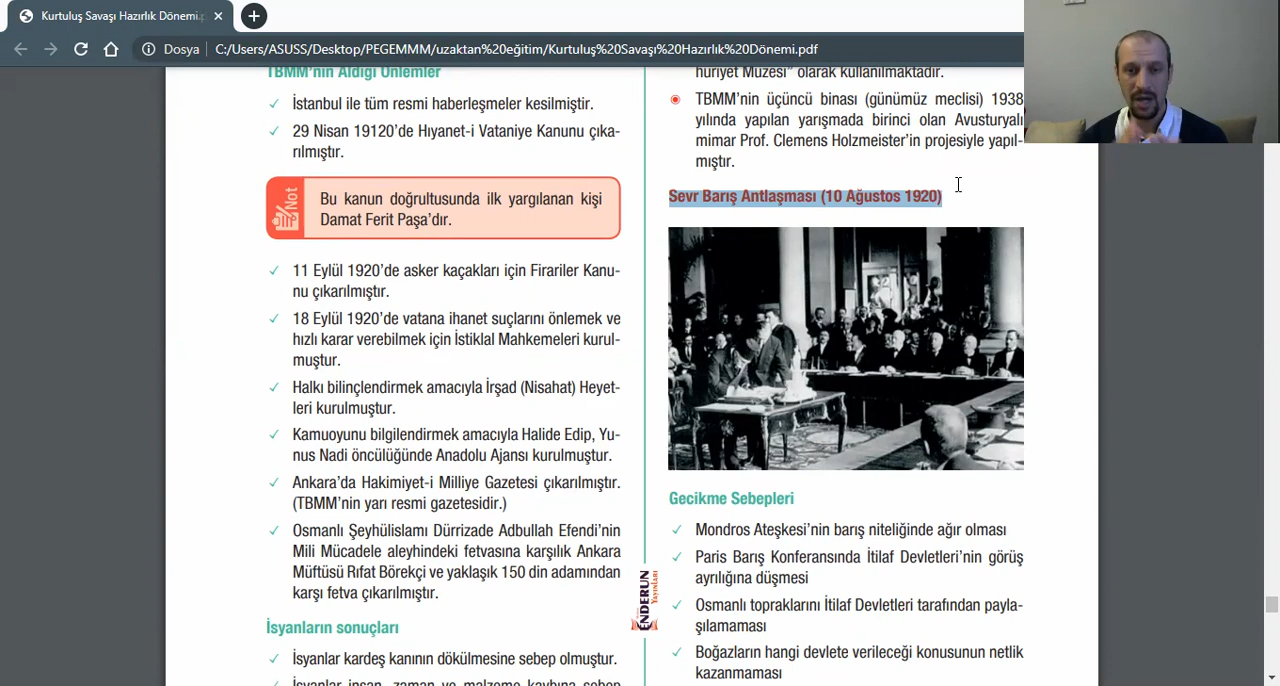 Kurtuluş Savaşı Hazırlık Dönemi.p
Dosya
C:/Users/ASUSS/Desktop/PEGEMMM/uzaktan%20eğitim/Kurtuluş%20Savaşı%20Hazırlık%20Dönemi.pdf
TBMM'nin Aldığı Önlemler
İstanbul ile tüm resmi haberleşmeler kesilmiştir.
29 Nisan 19120'de Hıyanet-i Vataniye Kanunu çıka-
rılmıştır.
Not
Bu kanun doğrultusunda ilk yargılanan kişi
Damat Ferit Paşa'dır.
11 Eylül 1920'de asker kaçakları için Firariler Kanu-
nu çıkarılmıştır.
18 Eylül 1920'de vatana ihanet suçlarını önlemek ve
hızlı karar verebilmek için İstiklal Mahkemeleri kurul-
muştur.
Halkı bilinçlendirmek amacıyla İrşad (Nisahat) Heyet-
leri kurulmuştur.
Kamuoyunu bilgilendirmek amacıyla Halide Edip, Yu-
nus Nadi öncülüğünde Anadolu Ajansı kurulmuştur.
Ankara'da Hakimiyet-i Milliye Gazetesi çıkarılmıştır.
(TBMM'nin yarı resmi gazetesidir.)
Osmanlı Şeyhülislamı Dürrizade Adbullah Efendi'nin
Mili Mücadele aleyhindeki fetvasına karşılık Ankara
Müftüsü Rıfat Börekçi ve yaklaşık 150 din adamından
karşı fetva çıkarılmıştır.
İsyanların sonuçları
İsyanlar kardeş kanının dökülmesine sebep olmuştur.
İsyanlar insan, zaman ve malzeme kaybına sebep
ENDERUN
Yayınları
huriyet Müzesi" olarak kullanılmaktadır.
TBMM'nin üçüncü binası (günümüz meclisi) 1938
yılında yapılan yarışmada birinci olan Avusturyalı
mimar Prof. Clemens Holzmeister'in projesiyle yapıl-
mıştır.
Sevr Barış Antlaşması (10 Ağustos 1920)
Gecikme Sebepleri
Mondros Ateşkesi'nin barış niteliğinde ağır olması
Paris Barış Konferansında İtilaf Devletleri'nin görüş
ayrılığına düşmesi
Osmanlı topraklarını İtilaf Devletleri tarafından payla-
şılamaması
Boğazların hangi devlete verileceği konusunun netlik
kazanmaması